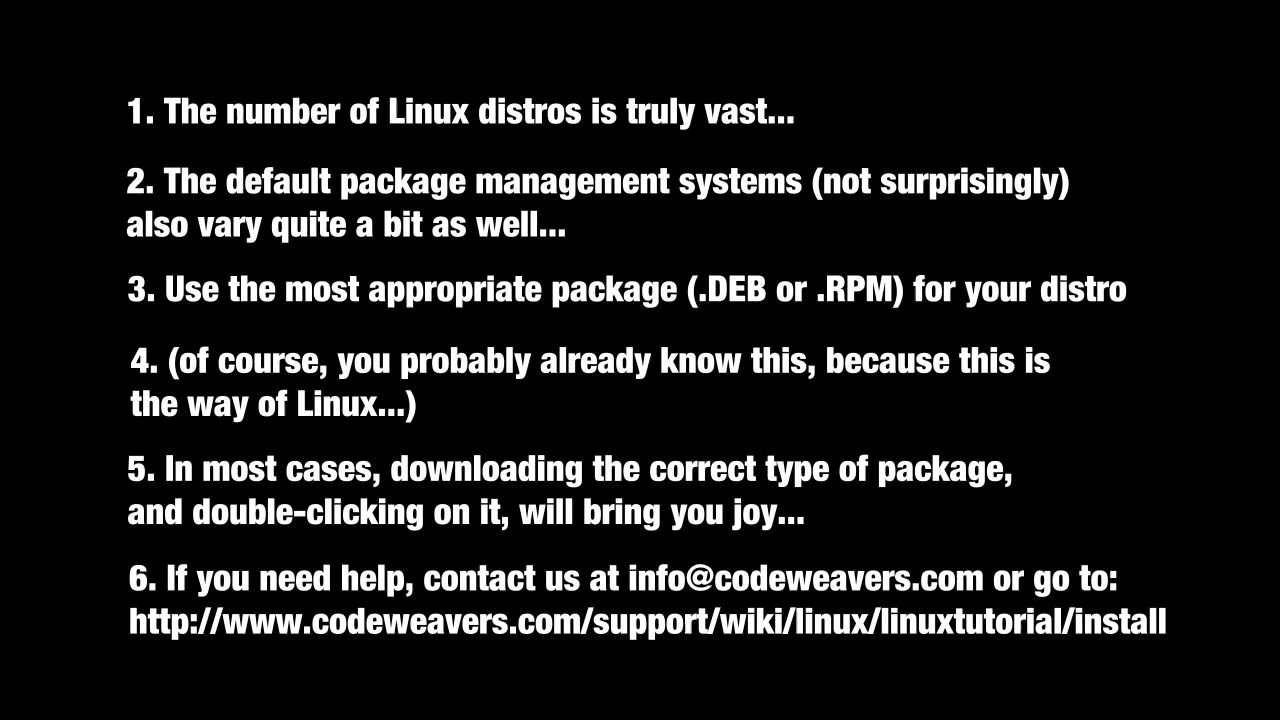 1. The number of Linux distros is truly vast...
2. The default package management systems (not surprisingly)
also vary quite a bit as well...
3. Use the most appropriate package (.DEB or .RPM) for your distro
4. (of course, you probably already know this, because this is
the way of Linux...)
5. In most cases, downloading the correct type of package,
and double-clicking on it, will bring you joy...
6. If you need help, contact us at info@codeweavers.com or go to:
http://www.codeweavers.com/support/wiki/linux/linuxtutorial/install